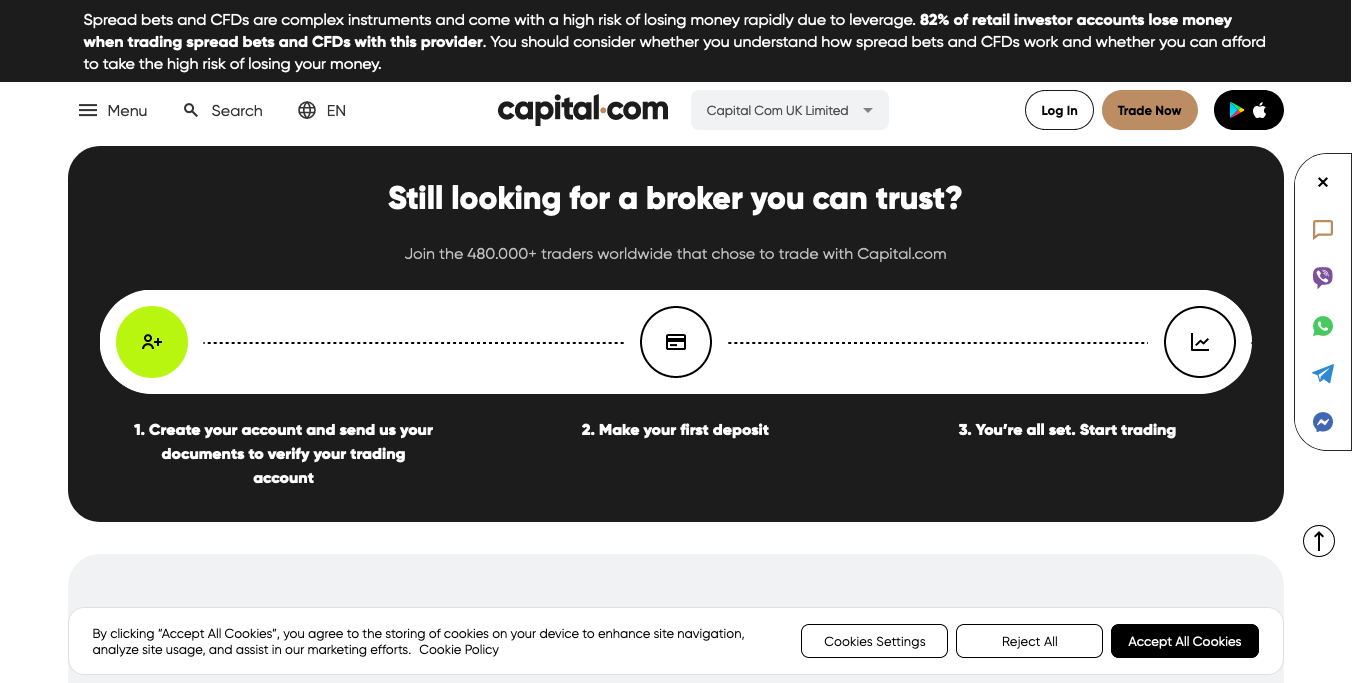 Spread bets and CFDs are complex instruments and come with a high risk of losing money rapidly due to leverage. 82% of retail investor accounts lose money
when trading spread bets and CFDs with this provider. You should consider whether you understand how spread bets and CFDs work and whether you can afford
to take the high risk of losing your money.
Menu
Search
EN
capital.com
Capital Com UK Limited
Log In
Trade Now
Still looking for a broker you can trust?
Join the 480.000+ traders worldwide that chose to trade with Capital.com
1. Create your account and send us your
documents to verify your trading
account
2. Make your first deposit
3. You’re all set. Start trading
By clicking “Accept All Cookies”, you agree to the storing of cookies on your device to enhance site navigation,
analyze site usage, and assist in our marketing efforts. Cookie Policy
Cookies Settings
Reject All
Accept All Cookies